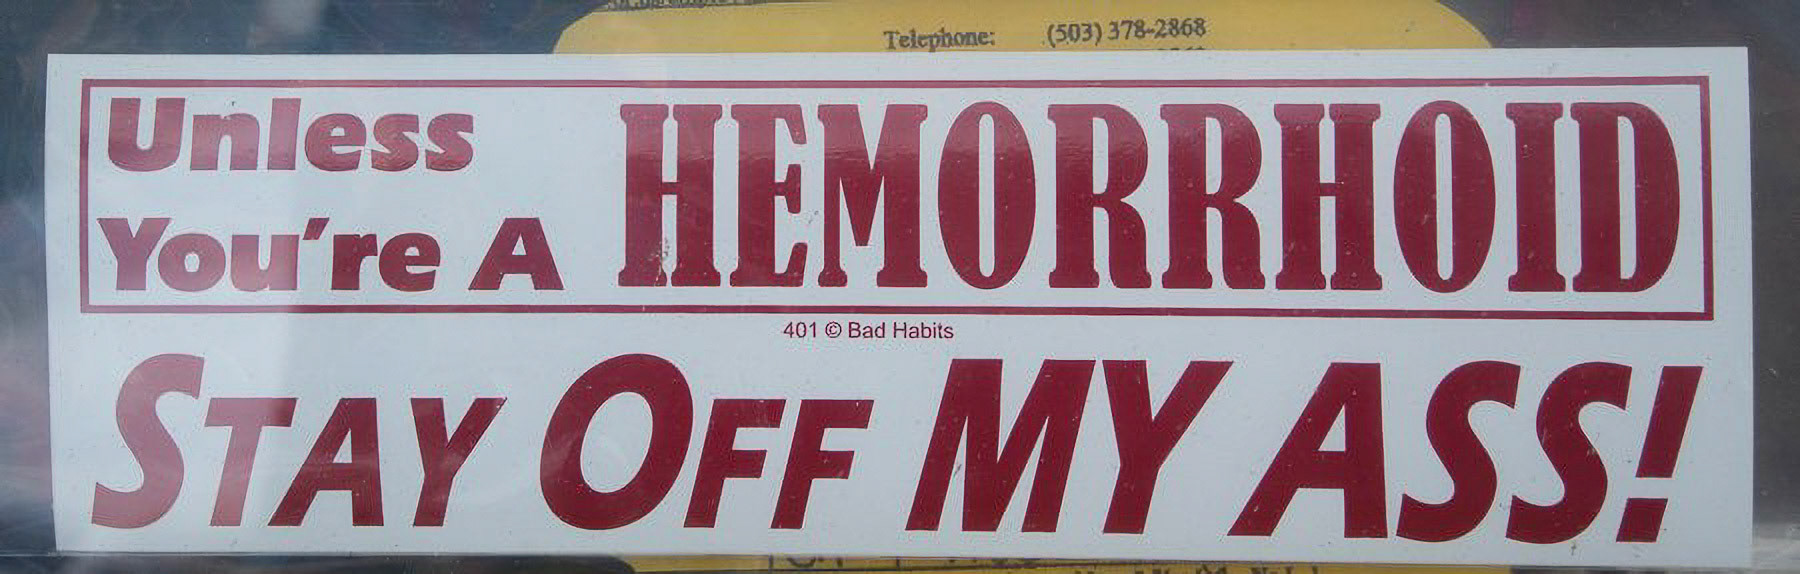 Telephone: (503) 378-2868
Unless
You're A HEMORRHOID
401 © Bad Habits
STAY OFF MY ASS!